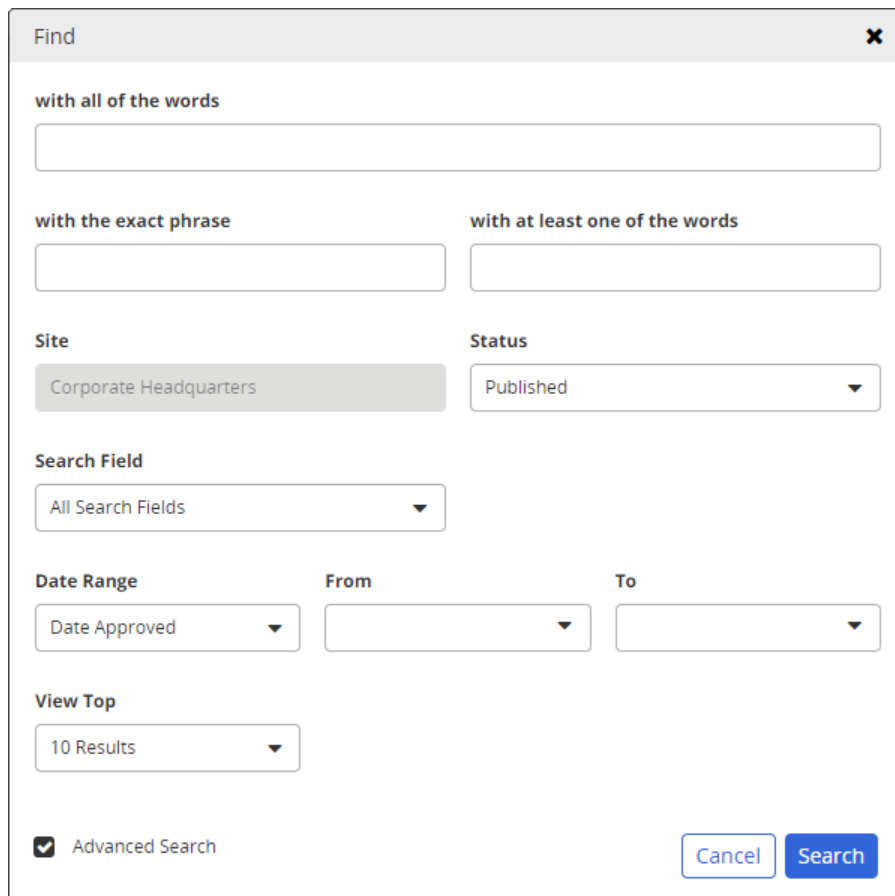 Find
with all of the words
with the exact phrase
with at least one of the words
Site
Status
Corporate Headquarters
Published
Search Field
All Search Fields
Date Range
From
To
Date Approved
View Top
10 Results
Advanced Search
Cancel
Search